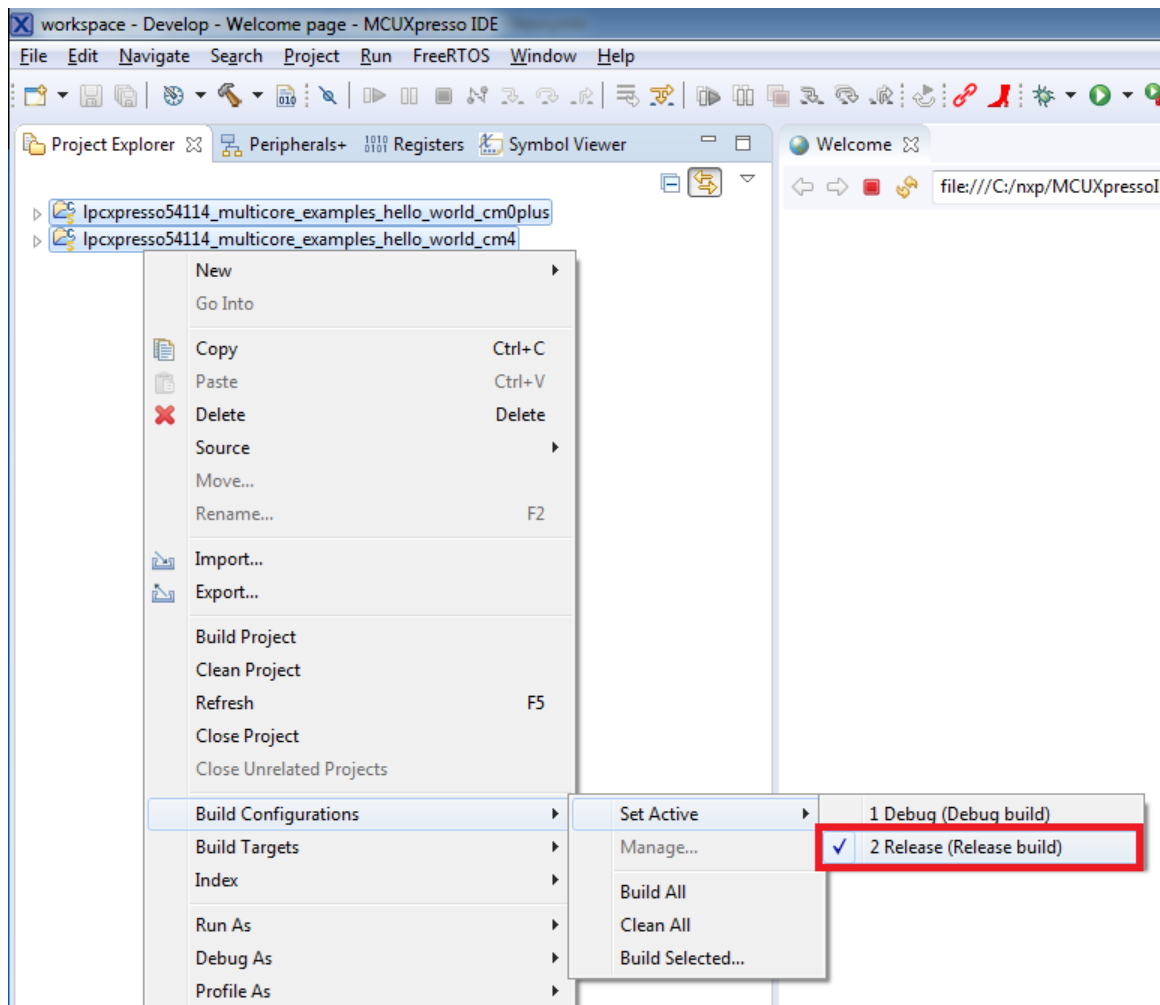 workspace - Develop - Welcome page - MCUXpresso IDE
File Edit Navigate Search Project Run FreeRTOS Window Help
Project Explorer Peripherals+ Registers Symbol Viewer Welcome
file:///C:/nxp/MCUXpressoI
lpcxpresso54114_multicore_examples_hello_world_cm0plus
lpcxpresso54114_multicore_examples_hello_world_cm4
New
Go Into
Copy Ctrl+C
Paste Ctrl+V
Delete Delete
Source
Move...
Rename... F2
Import...
Export...
Build Project
Clean Project
Refresh F5
Close Project
Close Unrelated Projects
Build Configurations Set Active 1 Debug (Debug build)
Build Targets Manage... 2 Release (Release build)
Index Build All
Run As Clean All
Debug As Build Selected...
Profile As